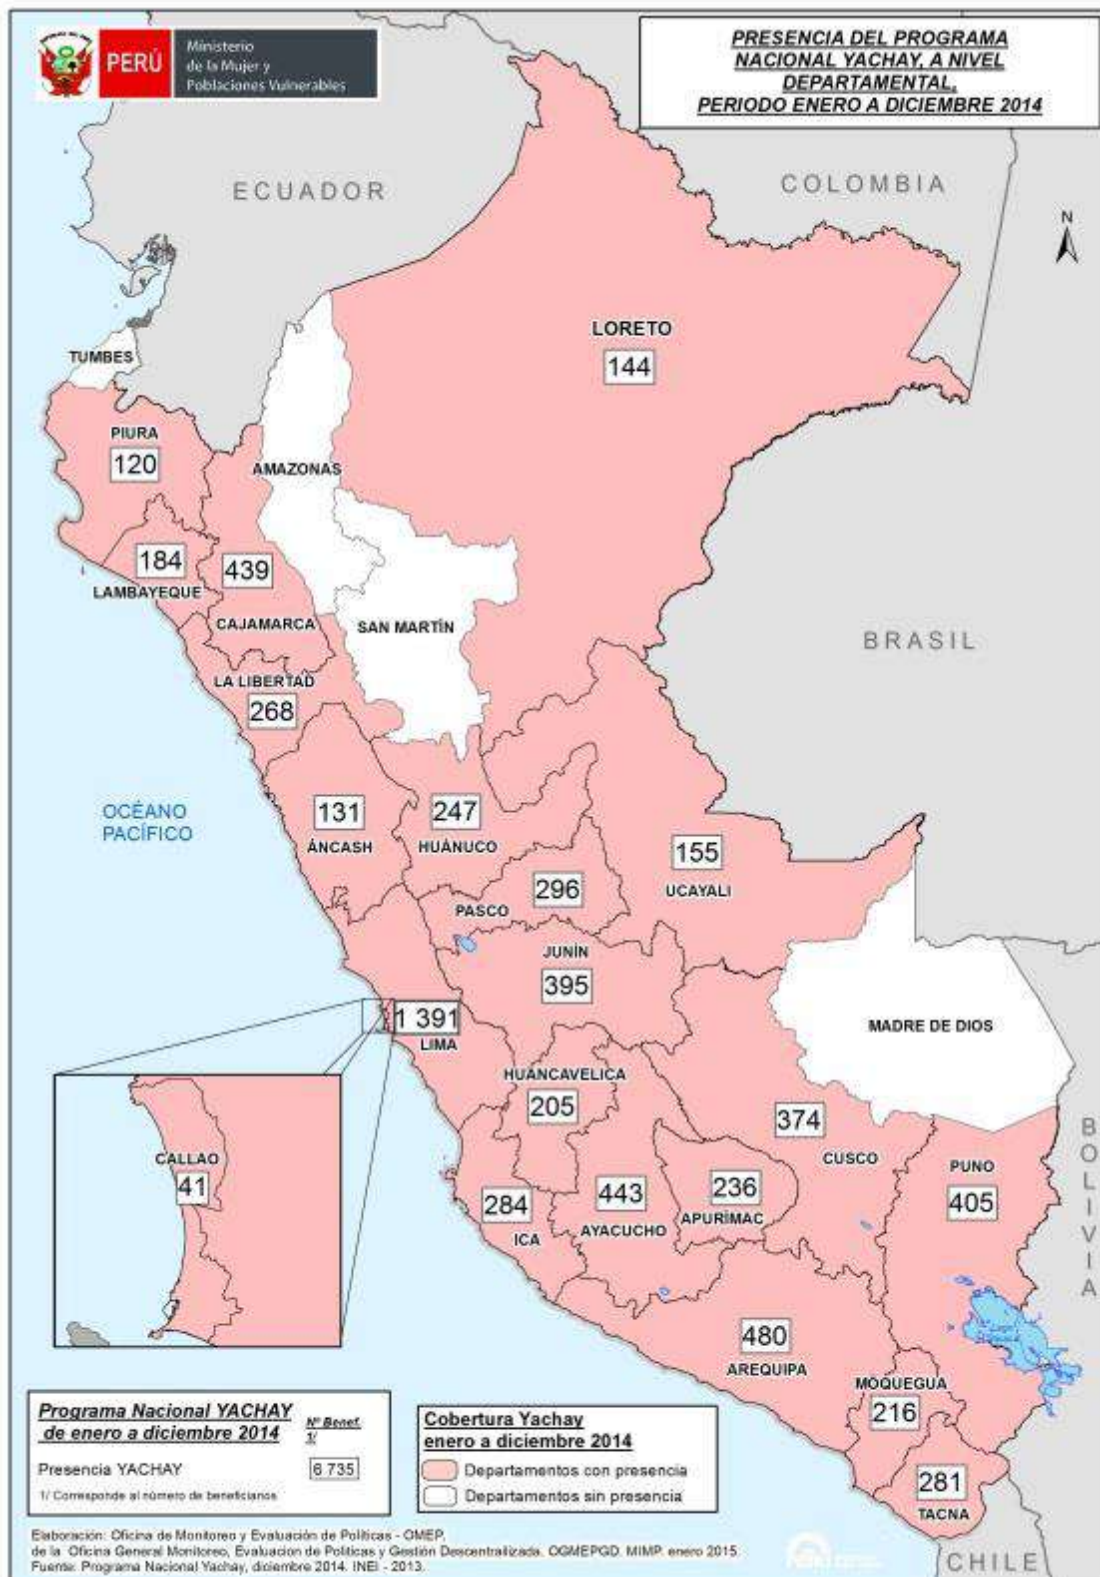 PERÚ
Ministerio
de la Mujer y
Poblaciones Vulnerables
PRESENCIA DEL PROGRAMA
NACIONAL YACHAY, A NIVEL
DEPARTAMENTAL,
PERIODO ENERO A DICIEMBRE 2014
ECUADOR
COLOMBIA
N
LORETO
144
TUMBES
PIURA
120
AMAZONAS
184
LAMBAYEQUE
439
CAJAMARCA
SAN MARTÍN
BRASIL
LA LIBERTAD
268
OCÉANO
PACÍFICO
131
ÁNCASH
247
HUÁNUCO
155
UCAYALI
296
PASCO
JUNÍN
395
1 391
LIMA
MADRE DE DIOS
HUANCAVELICA
205
374
CUSCO
CALLAO
41
284
ICA
443
AYACUCHO
236
APURÍMAC
PUNO
405
BOLIVIA
480
AREQUIPA
MOQUEGUA
216
281
TACNA
CHILE
Programa Nacional YACHAY
de enero a diciembre 2014
Nº Benef.
1/
Presencia YACHAY
6 735
1/ Corresponde al número de beneficiarios
Cobertura Yachay
enero a diciembre 2014
Departamentos con presencia
Departamentos sin presencia
Elaboración: Oficina de Monitoreo y Evaluación de Políticas - OMEP.
de la Oficina General Monitoreo, Evaluacion de Politicas y Gestión Descentralizada. OGMEPGD. MIMP. enero 2015.
Fuente: Programa Nacional Yachay, diciembre 2014. INEI - 2013.